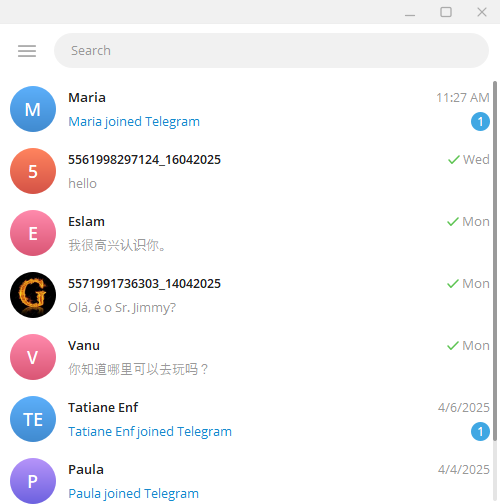 Search
Maria
11:27 AM
M
Maria joined Telegram
1
5561998297124_16042025
Wed
5
hello
Eslam
Mon
E
我很高兴认识你。
5571991736303_14042025
Mon
G
Olá, é o Sr. Jimmy?
Vanu
Mon
V
你知道哪里可以去玩吗？
Tatiane Enf
4/6/2025
TE
Tatiane Enf joined Telegram
1
Paula
4/4/2025
P
Paula joined Telegram